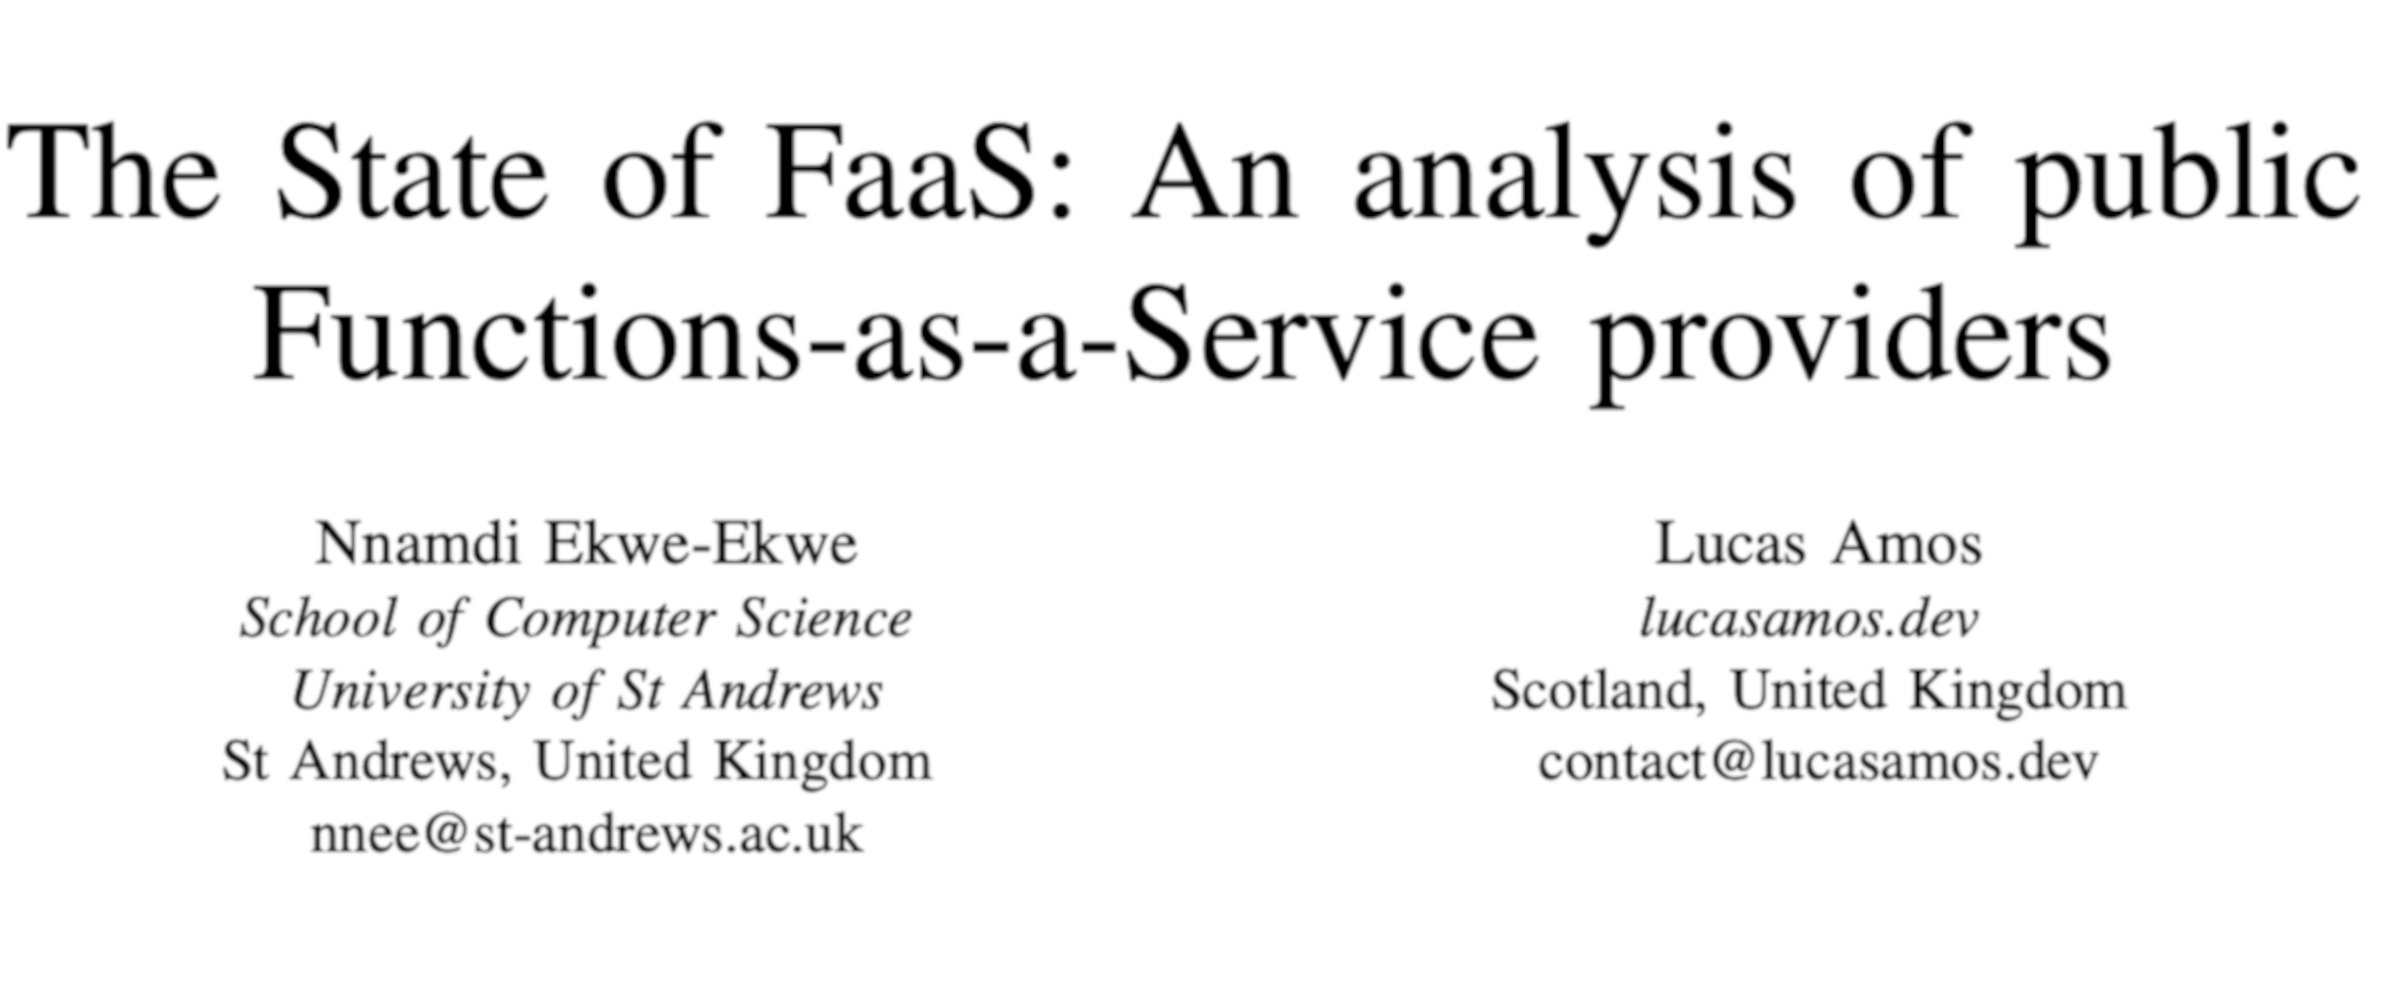 The State of FaaS: An analysis of public
Functions-as-a-Service providers
Nnamdi Ekwe-Ekwe
School of Computer Science
University of St Andrews
St Andrews, United Kingdom
nnee@st-andrews.ac.uk
Lucas Amos
lucasamos.dev
Scotland, United Kingdom
contact@lucasamos.dev